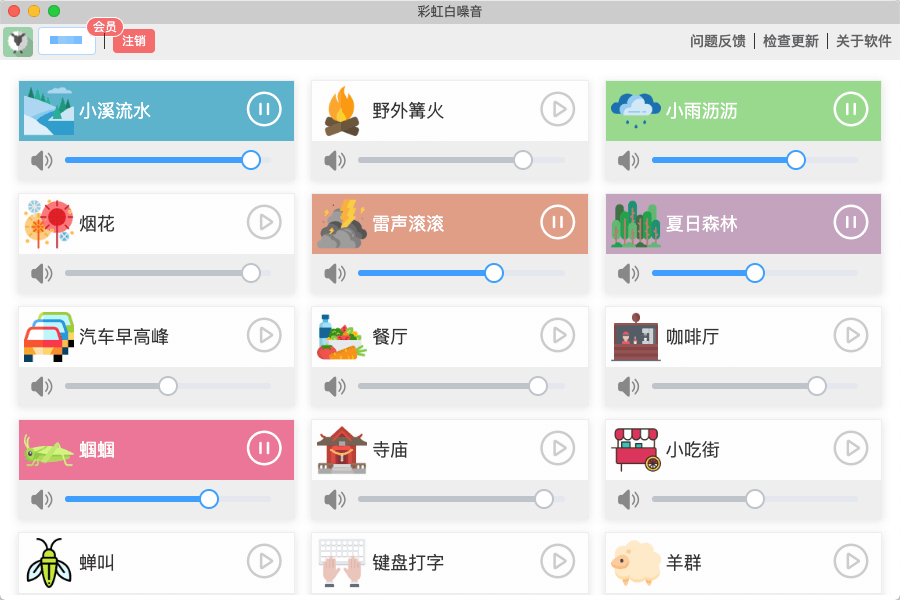 彩虹白噪音
会员
注销
问题反馈
检查更新
关于软件
小溪流水
野外篝火
小雨沥沥
烟花
雷声滚滚
夏日森林
汽车早高峰
餐厅
咖啡厅
蝈蝈
寺庙
小吃街
蝉叫
键盘打字
羊群